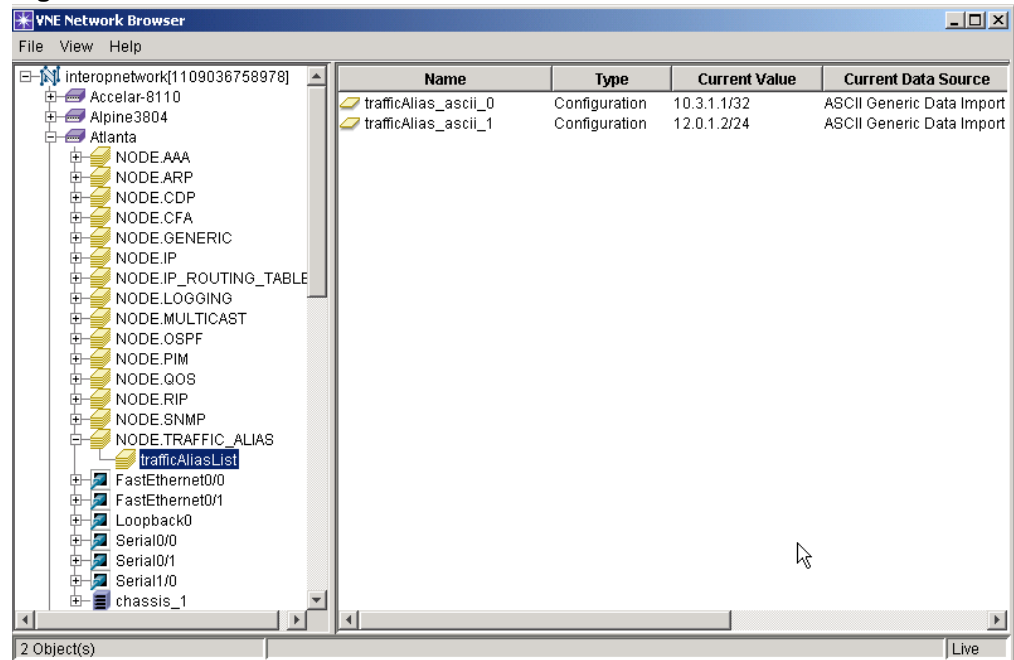 VNE Network Browser
File View Help
interopnetwork[1109036758978]
Accelar-8110
Alpine3804
Atlanta
NODE.AAA
NODE.ARP
NODE.CDP
NODE.CFA
NODE.GENERIC
NODE.IP
NODE.IP_ROUTING_TABLE
NODE.LOGGING
NODE.MULTICAST
NODE.OSPF
NODE.PIM
NODE.QOS
NODE.RIP
NODE.SNMP
NODE.TRAFFIC_ALIAS
trafficAliasList
FastEthernet0/0
FastEthernet0/1
Loopback0
Serial0/0
Serial0/1
Serial1/0
chassis_1
Name Type Current Value Current Data Source
trafficAlias_ascii_0 Configuration 10.3.1.1/32 ASCII Generic Data Import
trafficAlias_ascii_1 Configuration 12.0.1.2/24 ASCII Generic Data Import
2 Object(s) Live